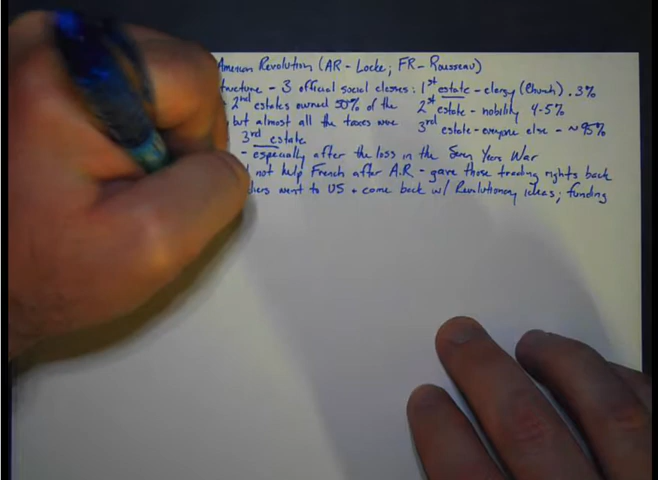 American Revolution (AR - Locke; FR - Rousseau)
ructure - 3 official social classes: 1st estate - clergy (Church) .3%
2nd estates owned 50% of the 2st estate - nobility 4-5%
but almost all the taxes were 3rd estate - everyone else - ~95%
3rd estate
- especially after the loss in the Seven Years War
not help French after A.R - gave those trading rights back
diers went to US + come back w/ Revolutionary ideas; funding